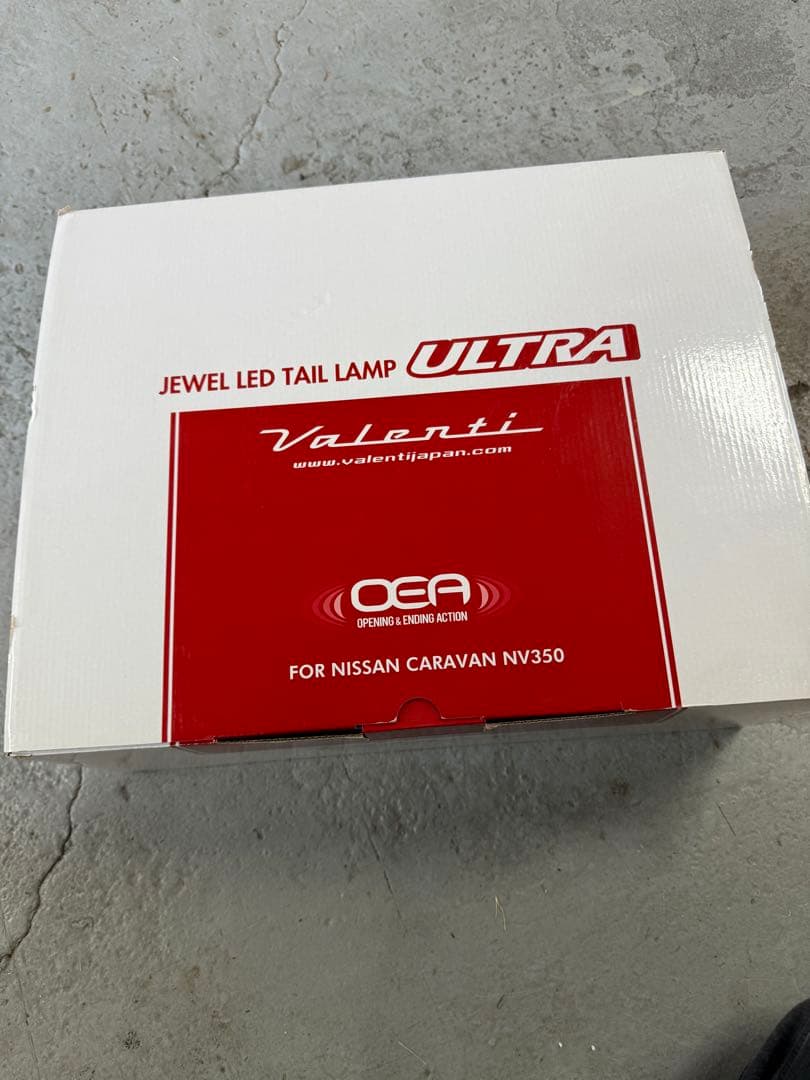 JEWEL LED TAIL LAMP ULTRA
Valenti
www.valentijapan.com
OEA
OPENING & ENDING ACTION
FOR NISSAN CARAVAN NV350